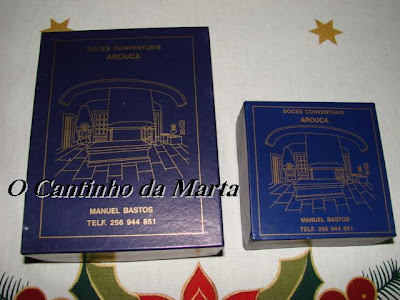 DOCES CONVENTUAIS
AROUCA
MANUEL BASTOS
TELF. 256 944 851
DOCES CONVENTUAIS
AROUCA
MANUEL BASTOS
TELF. 256 944 851
O Cantinho da Marta